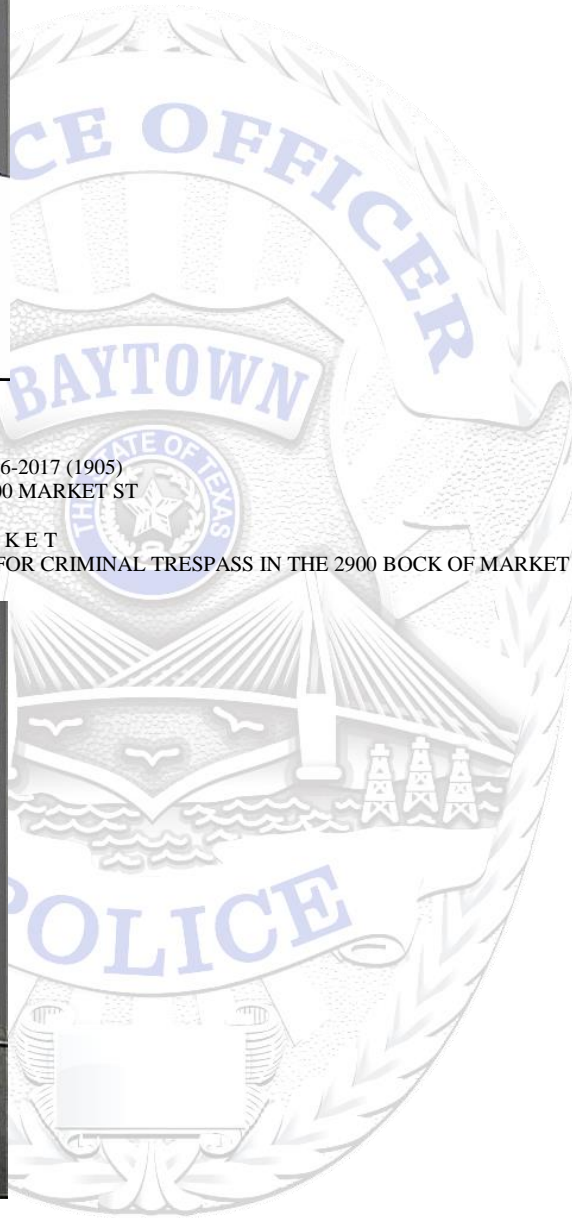 CE OFFICER
BAYTOWN
THE STATE OF TEXAS
6-2017 (1905)
00 MARKET ST
K E T
FOR CRIMINAL TRESPASS IN THE 2900 BOCK OF MARKET
POLICE